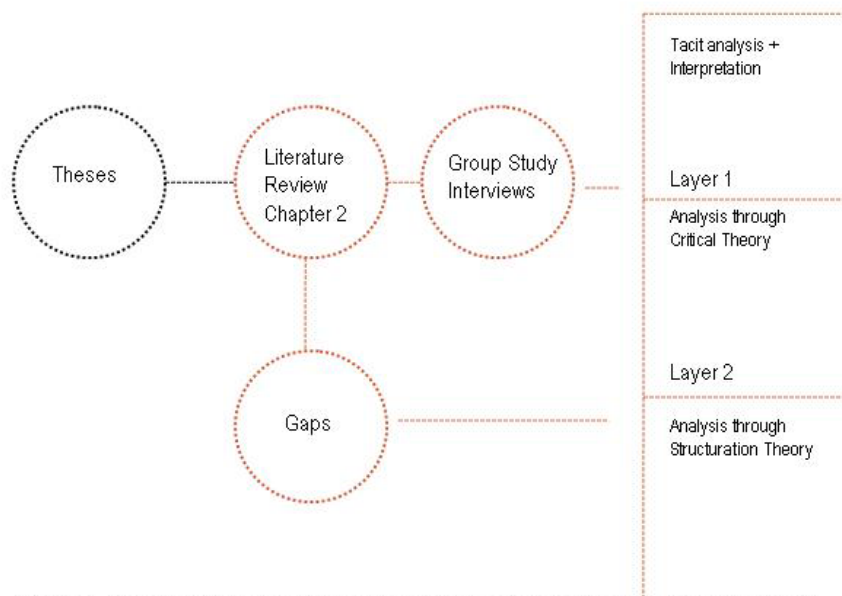 Theses
Literature
Review
Chapter 2
Group Study
Interviews
Gaps
Tacit analysis +
Interpretation
Layer 1
Analysis through
Critical Theory
Layer 2
Analysis through
Structuration Theory